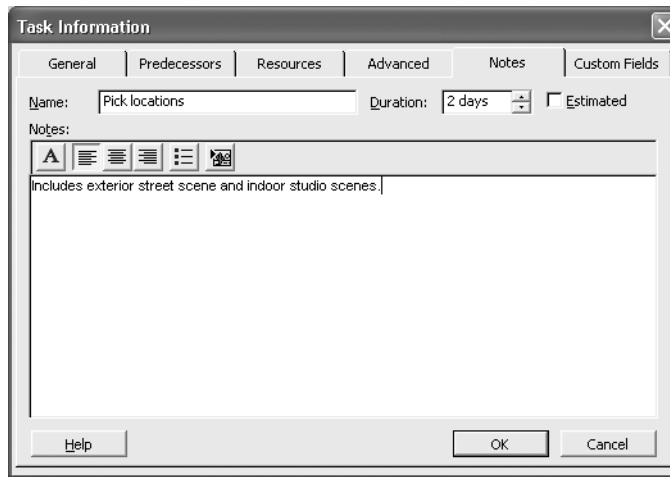 Task Information
General Predecessors Resources Advanced Notes Custom Fields
Name: Pick locations Duration: 2 days Estimated
Notes:
A
Includes exterior street scene and indoor studio scenes.
Help OK Cancel